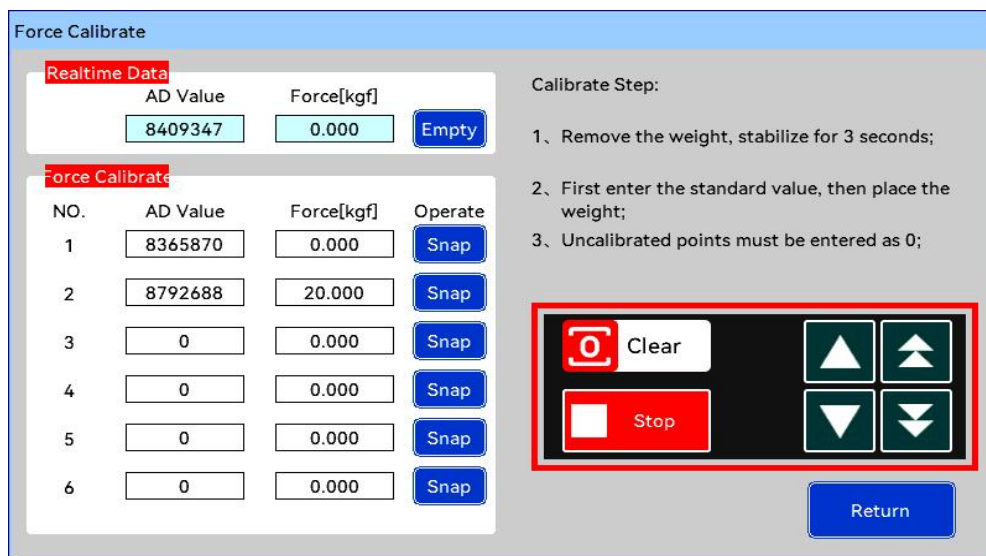 Force Calibrate
Realtime Data
AD Value Force[kgf]
8409347 0.000 Empty
Force Calibrate
NO. AD Value Force[kgf] Operate
1 8365870 0.000 Snap
2 8792688 20.000 Snap
3 0 0.000 Snap
4 0 0.000 Snap
5 0 0.000 Snap
6 0 0.000 Snap
Calibrate Step:
1、Remove the weight, stabilize for 3 seconds;
2、First enter the standard value, then place the
weight;
3、Uncalibrated points must be entered as 0;
0 Clear
Stop
Return